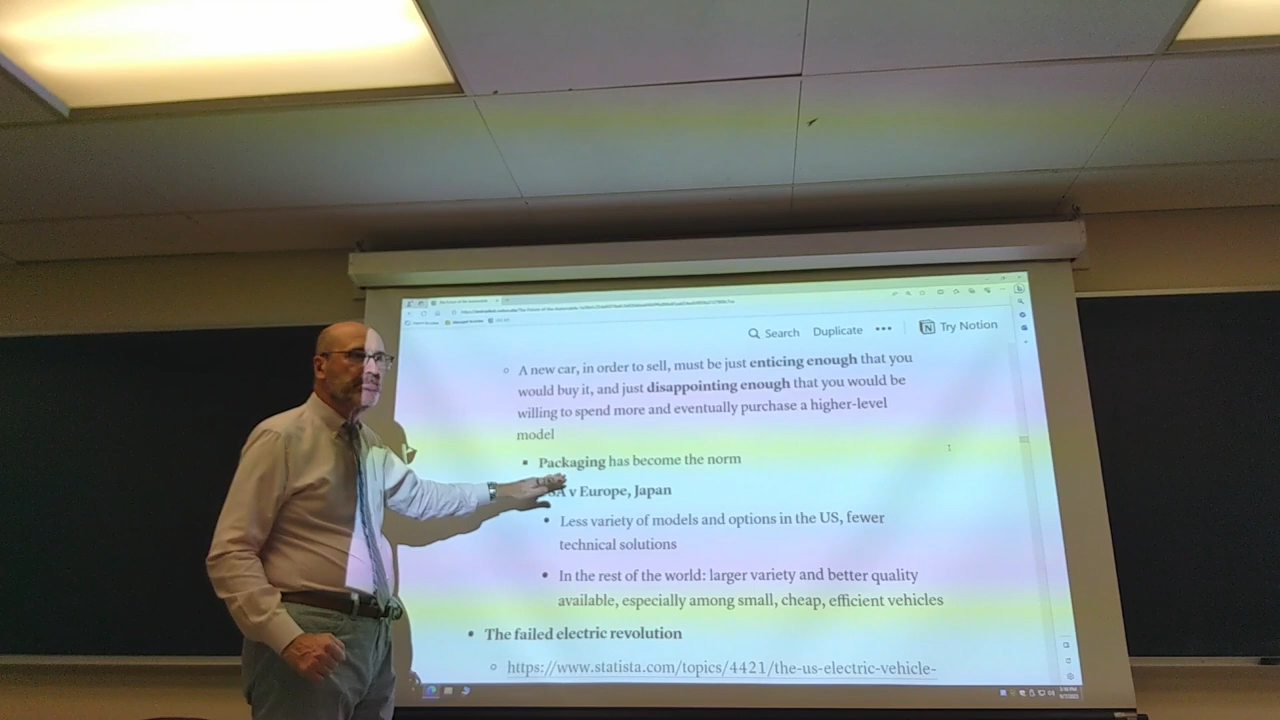 Search Duplicate ••• Try Notion
A new car, in order to sell, must be just enticing enough that you
would buy it, and just disappointing enough that you would be
willing to spend more and eventually purchase a higher-level
model
Packaging has become the norm
v Europe, Japan
Less variety of models and options in the US, fewer
technical solutions
In the rest of the world: larger variety and better quality
available, especially among small, cheap, efficient vehicles
The failed electric revolution
https://www.statista.com/topics/4421/the-us-electric-vehicle-